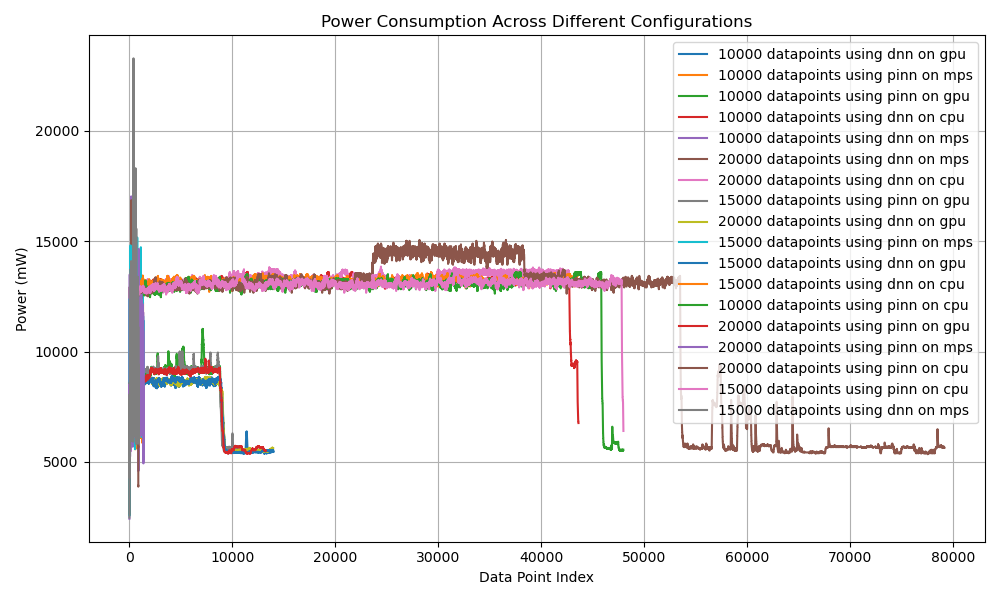 Power Consumption Across Different Configurations
10000 datapoints using dnn on gpu
10000 datapoints using pinn on mps
10000 datapoints using pinn on gpu
10000 datapoints using dnn on cpu
10000 datapoints using dnn on mps
20000 datapoints using dnn on mps
20000 datapoints using dnn on cpu
15000 datapoints using pinn on gpu
20000 datapoints using dnn on gpu
15000 datapoints using pinn on mps
15000 datapoints using dnn on gpu
15000 datapoints using dnn on cpu
10000 datapoints using pinn on cpu
20000 datapoints using pinn on gpu
20000 datapoints using pinn on mps
20000 datapoints using pinn on cpu
15000 datapoints using pinn on cpu
15000 datapoints using dnn on mps
Power (mW)
20000
15000
10000
5000
0 10000 20000 30000 40000 50000 60000 70000 80000
Data Point Index